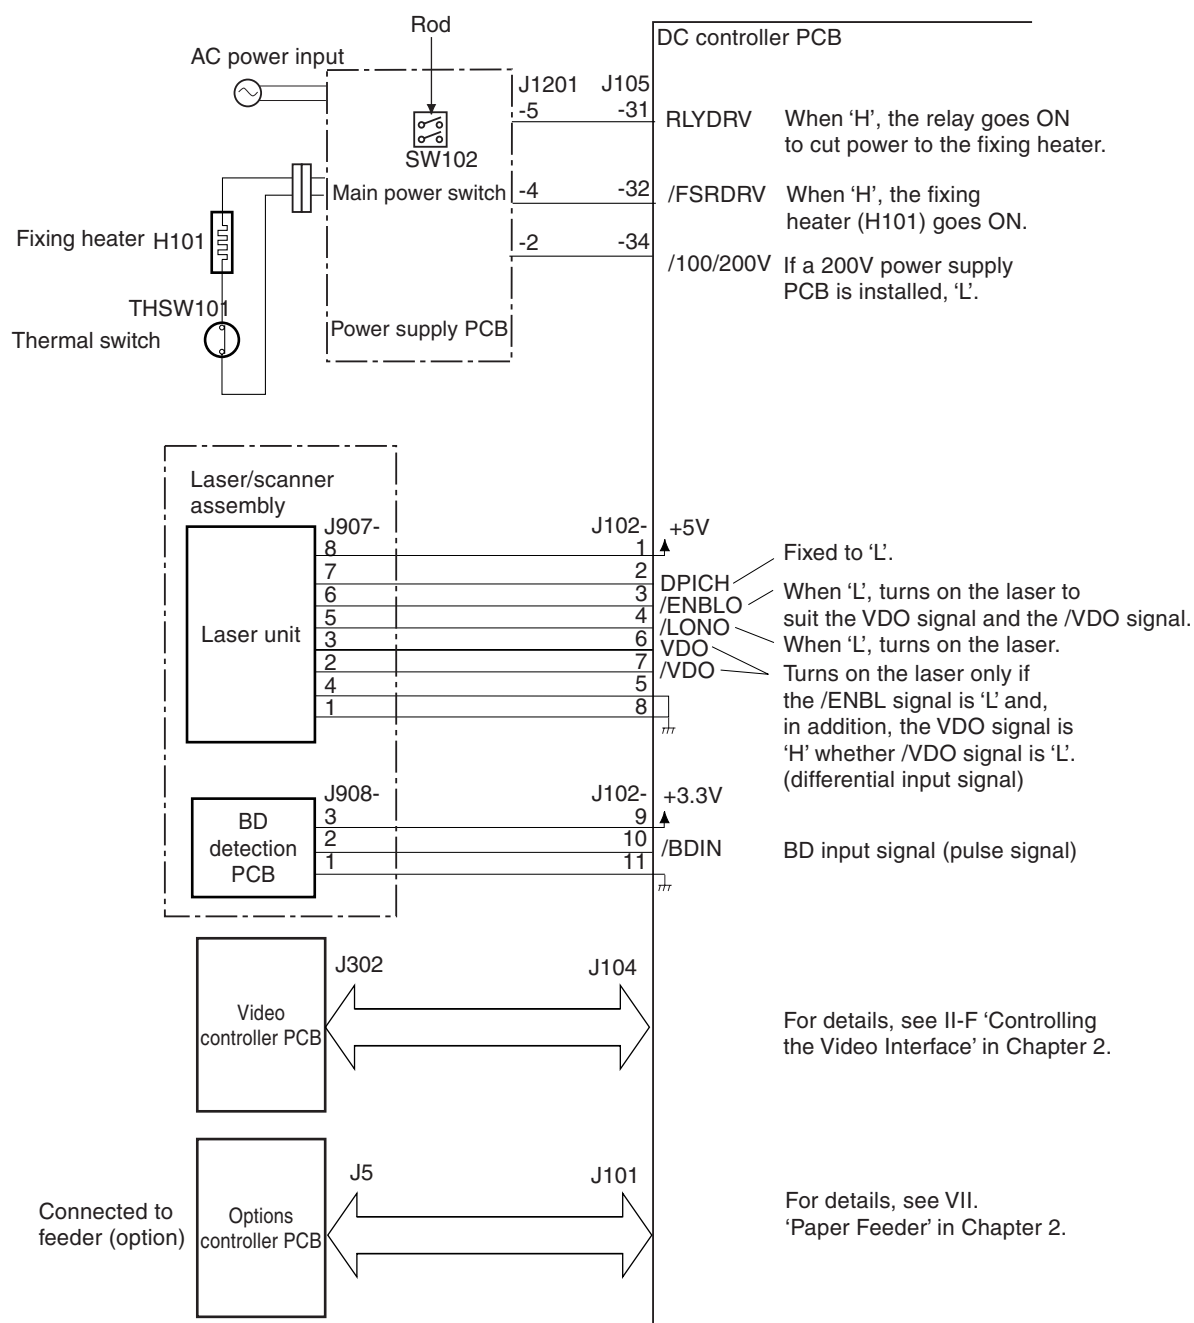 Rod
DC controller PCB
AC power input
J1201
J105
-5
-31
RLYDRV
When ‘H’, the relay goes ON
to cut power to the fixing heater.
SW102
Main power switch
-4
-32
/FSRDRV
When ‘H’, the fixing
heater (H101) goes ON.
Fixing heater
H101
-2
-34
/100/200V
If a 200V power supply
PCB is installed, ‘L’.
THSW101
Thermal switch
Power supply PCB
Laser/scanner
assembly
Laser unit
J907-
8
7
6
5
3
2
4
1
J102-
1
2
3
4
6
7
5
8
+5V
DPICH
/ENBLO
/LONO
VDO
/VDO
Fixed to ‘L’.
When ‘L’, turns on the laser to
suit the VDO signal and the /VDO signal.
When ‘L’, turns on the laser.
Turns on the laser only if
the /ENBL signal is ‘L’ and,
in addition, the VDO signal is
‘H’ whether /VDO signal is ‘L’.
(differential input signal)
BD
detection
PCB
J908-
3
2
1
J102-
9
10
11
+3.3V
/BDIN
BD input signal (pulse signal)
Video
controller PCB
J302
J104
For details, see II-F ‘Controlling
the Video Interface’ in Chapter 2.
Connected to
feeder (option)
Options
controller PCB
J5
J101
For details, see VII.
‘Paper Feeder’ in Chapter 2.